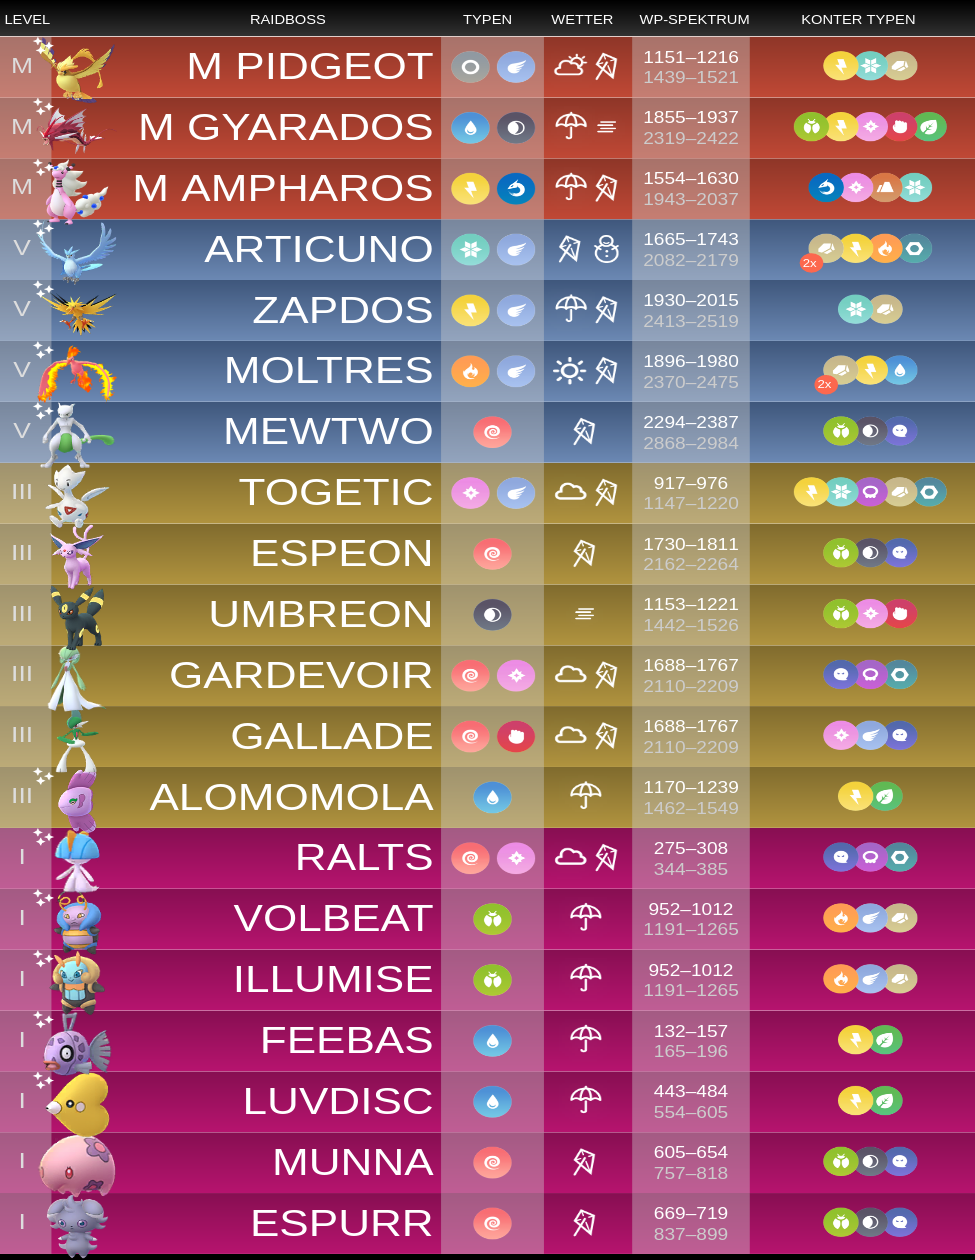 LEVEL RAIDBOSS TYPEN WETTER WP-SPEKTRUM KONTER TYPEN
M M PIDGEOT 1151–1216
1439–1521
M M GYARADOS 1855–1937
2319–2422
M M AMPHAROS 1554–1630
1943–2037
V ARTICUNO 1665–1743
2082–2179
2x
V ZAPDOS 1930–2015
2413–2519
V MOLTRES 1896–1980
2370–2475
2x
V MEWTWO 2294–2387
2868–2984
III TOGETIC 917–976
1147–1220
III ESPEON 1730–1811
2162–2264
III UMBREON 1153–1221
1442–1526
III GARDEVOIR 1688–1767
2110–2209
III GALLADE 1688–1767
2110–2209
III ALOMOMOLA 1170–1239
1462–1549
I RALTS 275–308
344–385
I VOLBEAT 952–1012
1191–1265
I ILLUMISE 952–1012
1191–1265
I FEEBAS 132–157
165–196
I LUVDISC 443–484
554–605
I MUNNA 605–654
757–818
I ESPURR 669–719
837–899